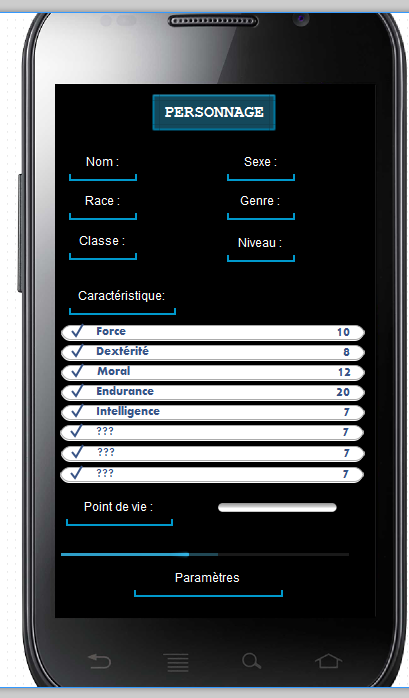 PERSONNAGE
Nom : Sexe :
Race : Genre :
Classe : Niveau :
Caractéristique:
Force 10
Dextérité 8
Moral 12
Endurance 20
Intelligence 7
??? 7
??? 7
??? 7
Point de vie :
Paramètres